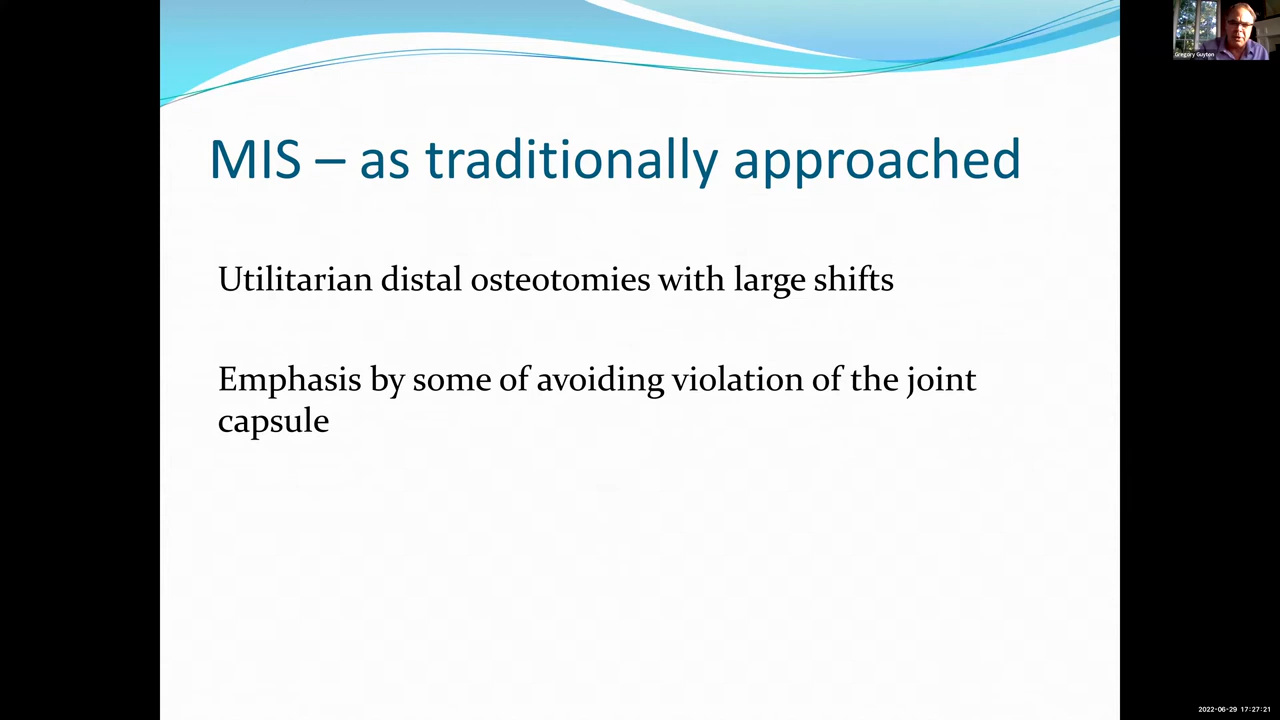 Gregory Guyton
MIS – as traditionally approached
Utilitarian distal osteotomies with large shifts
Emphasis by some of avoiding violation of the joint
capsule
2022-06-29 17:27:21